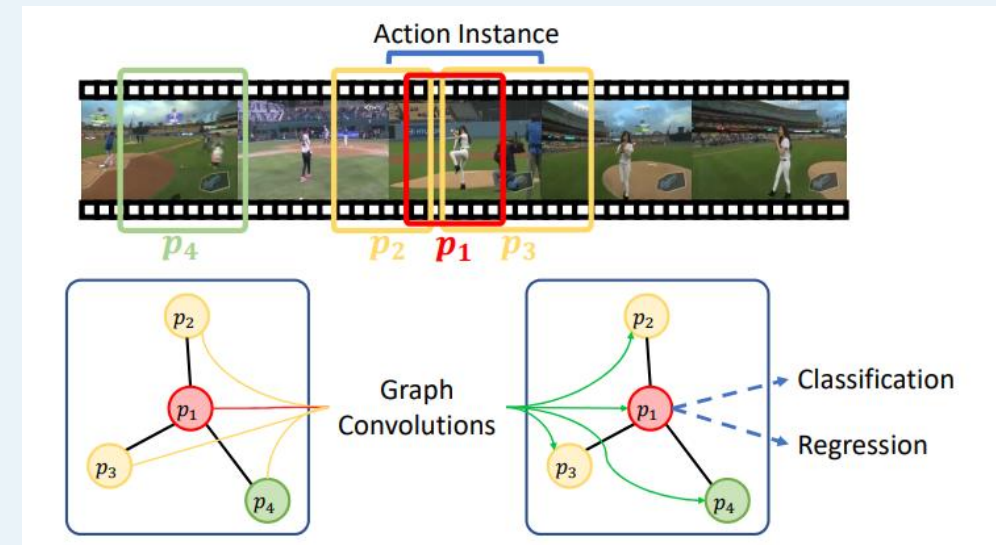 Action Instance
p4
p2
p1
p3
p2
p1
p3
p4
Graph
Convolutions
p2
p1
p3
p4
Classification
Regression